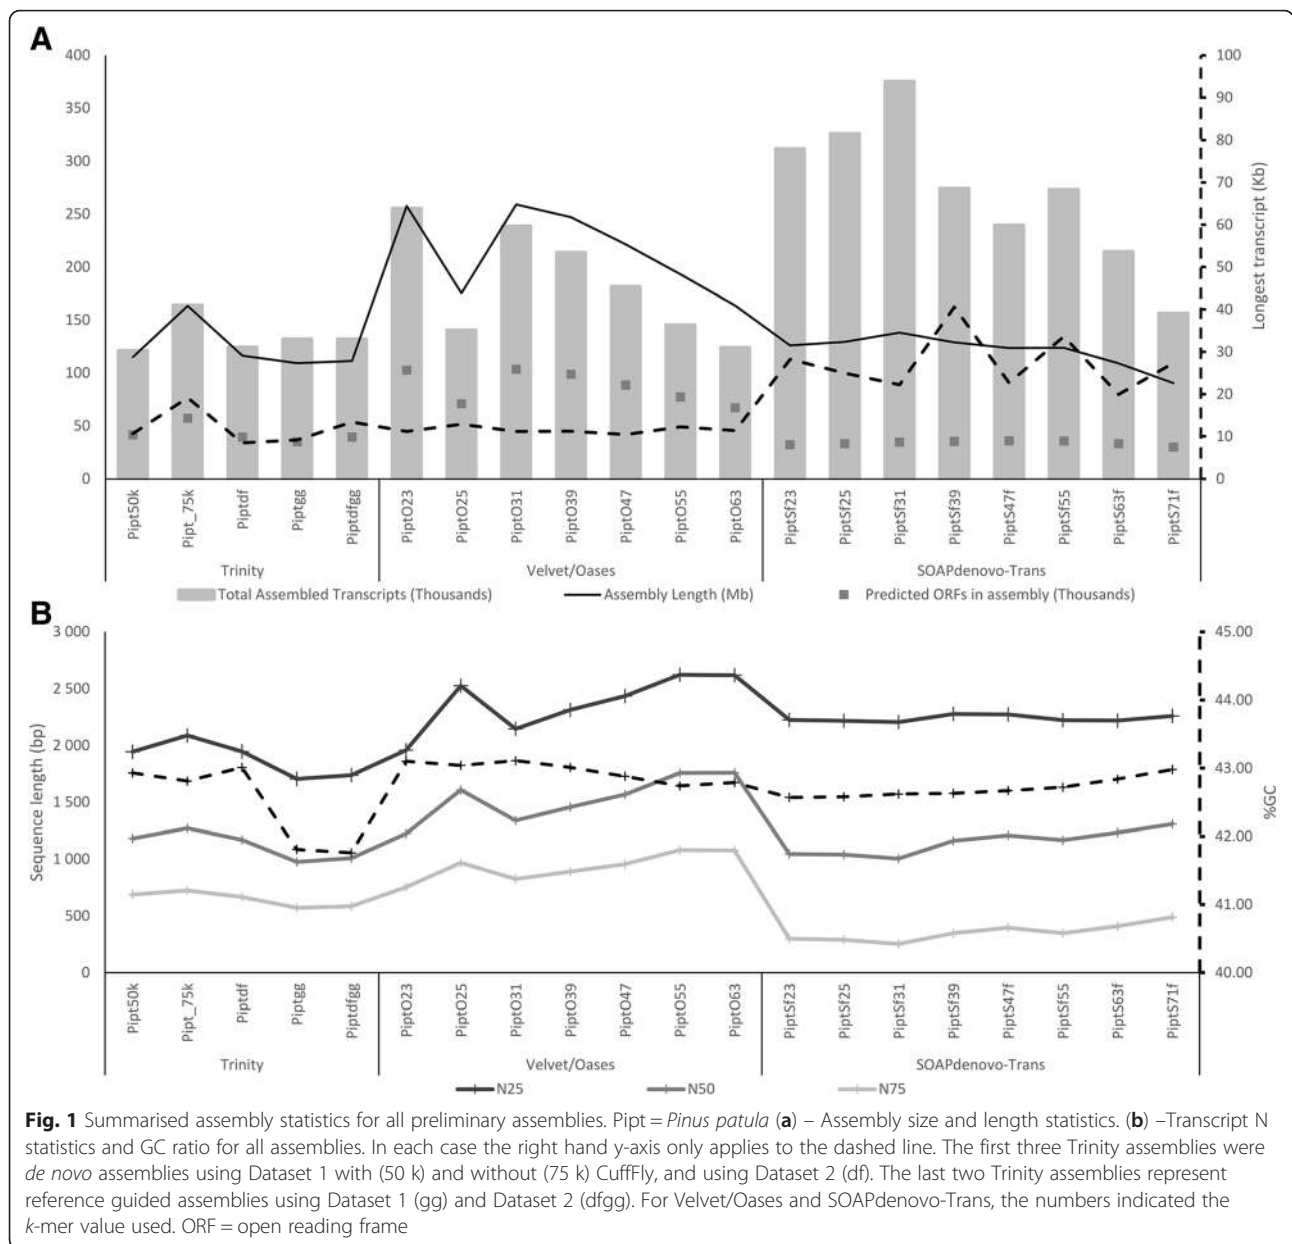 A
400
350
300
250
200
150
100
50
0
100
90
80
70
60
50
40
30
20
10
0
Longest transcript (Kb)
Pipt50k
Pipt_75k
Piptdf
Piptgg
Piptdfgg
PiptO23
PiptO25
PiptO31
PiptO39
PiptO47
PiptO55
PiptO63
PiptSf23
PiptSf25
PiptSf31
PiptSf39
PiptS47f
PiptSf55
PiptS63f
PiptS71f
Trinity
Velvet/Oases
SOAPdenovo-Trans
Total Assembled Transcripts (Thousands)
Assembly Length (Mb)
Predicted ORFs in assembly (Thousands)
B
3 000
2 500
2 000
1 500
1 000
500
0
Sequence length (bp)
45.00
44.00
43.00
42.00
41.00
40.00
%GC
Pipt50k
Pipt_75k
Piptdf
Piptgg
Piptdfgg
PiptO23
PiptO25
PiptO31
PiptO39
PiptO47
PiptO55
PiptO63
PiptSf23
PiptSf25
PiptSf31
PiptSf39
PiptS47f
PiptSf55
PiptS63f
PiptS71f
Trinity
Velvet/Oases
SOAPdenovo-Trans
N25
N50
N75
Fig. 1 Summarised assembly statistics for all preliminary assemblies. Pipt = Pinus patula (a) – Assembly size and length statistics. (b) –Transcript N
statistics and GC ratio for all assemblies. In each case the right hand y-axis only applies to the dashed line. The first three Trinity assemblies were
de novo assemblies using Dataset 1 with (50 k) and without (75 k) CuffFly, and using Dataset 2 (df). The last two Trinity assemblies represent
reference guided assemblies using Dataset 1 (gg) and Dataset 2 (dfgg). For Velvet/Oases and SOAPdenovo-Trans, the numbers indicated the
k-mer value used. ORF = open reading frame